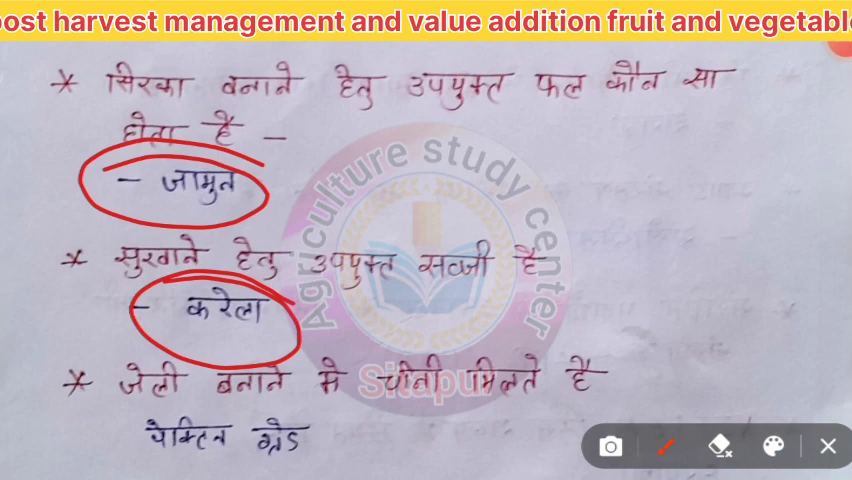 post harvest management and value addition fruit and vegetable
* सिरका बनाने हेतु उपयुक्त फल कौन सा
होता है -
- जामुन
* सुखाने हेतु उपयुक्त सब्जी है
- करेला
* जेली बनाने मे चीनी मिलते है
पेक्टिन ग्रेड
Agriculture study center
Sitapur